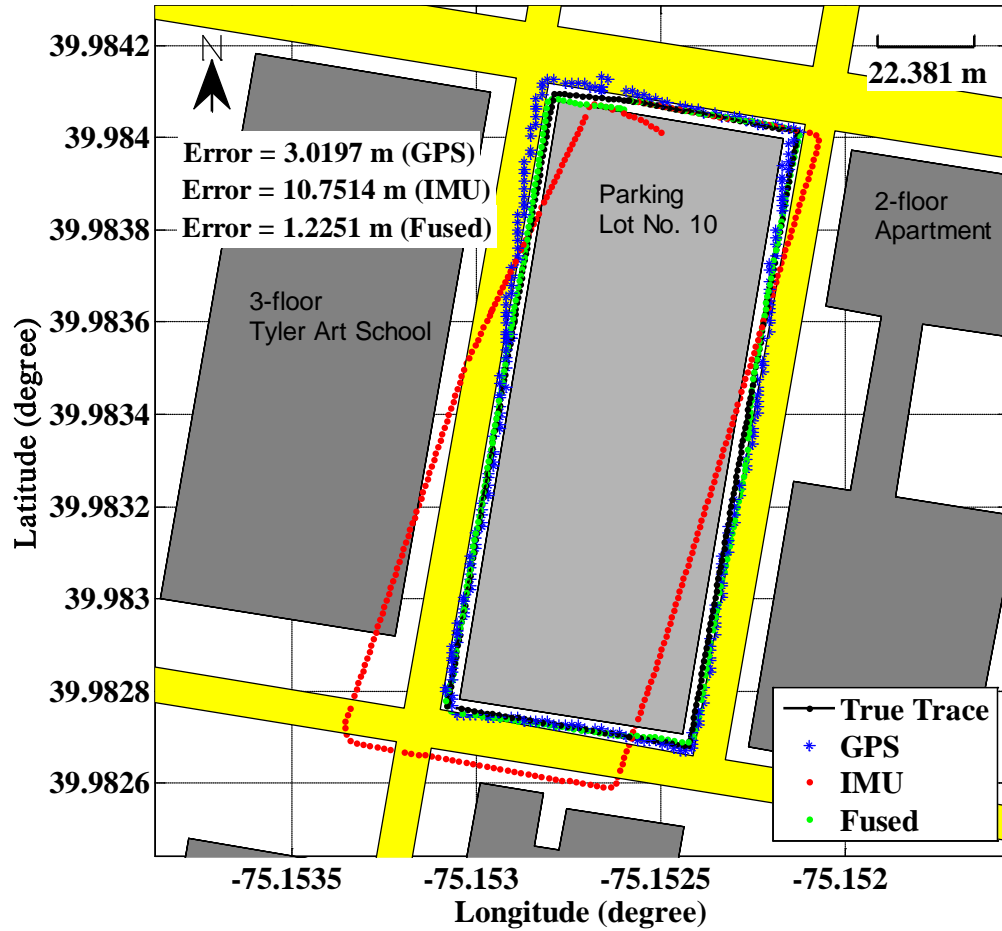 39.9842
39.984
39.9838
39.9836
39.9834
39.9832
39.983
39.9828
39.9826
Latitude (degree)
N
22.381 m
Error = 3.0197 m (GPS)
Error = 10.7514 m (IMU)
Error = 1.2251 m (Fused)
Parking
Lot No. 10
2-floor
Apartment
3-floor
Tyler Art School
True Trace
GPS
IMU
Fused
-75.1535
-75.153
-75.1525
-75.152
Longitude (degree)